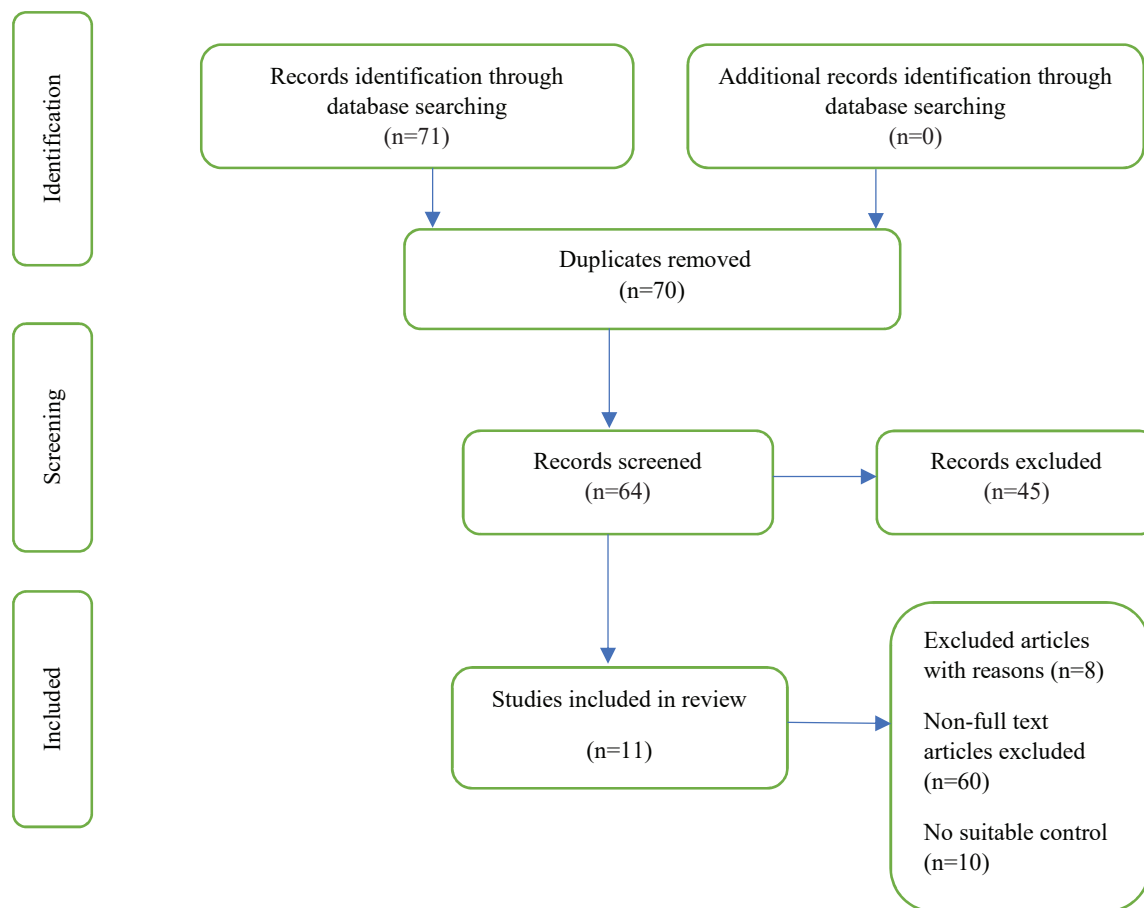 Identification
Records identification through
database searching
(n=71)
Additional records identification through
database searching
(n=0)
Duplicates removed
(n=70)
Screening
Records screened
(n=64)
Records excluded
(n=45)
Included
Studies included in review
(n=11)
Excluded articles
with reasons (n=8)
Non-full text
articles excluded
(n=60)
No suitable control
(n=10)